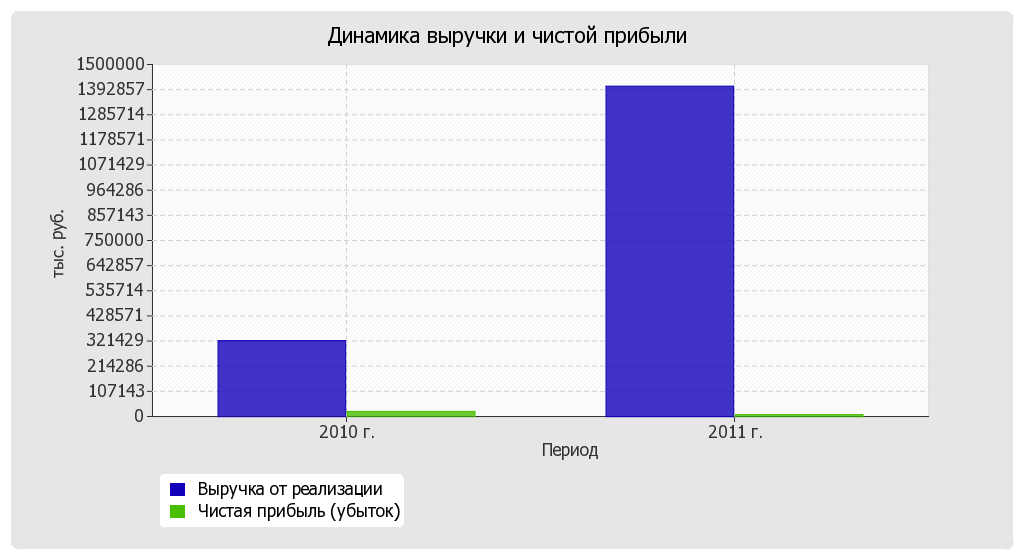 Динамика выручки и чистой прибыли
1500000
1392857
1285714
1178571
1071429
964286
857143
750000
642857
535714
428571
321429
214286
107143
0
тыс. руб.
2010 г.
2011 г.
Период
Выручка от реализации
Чистая прибыль (убыток)